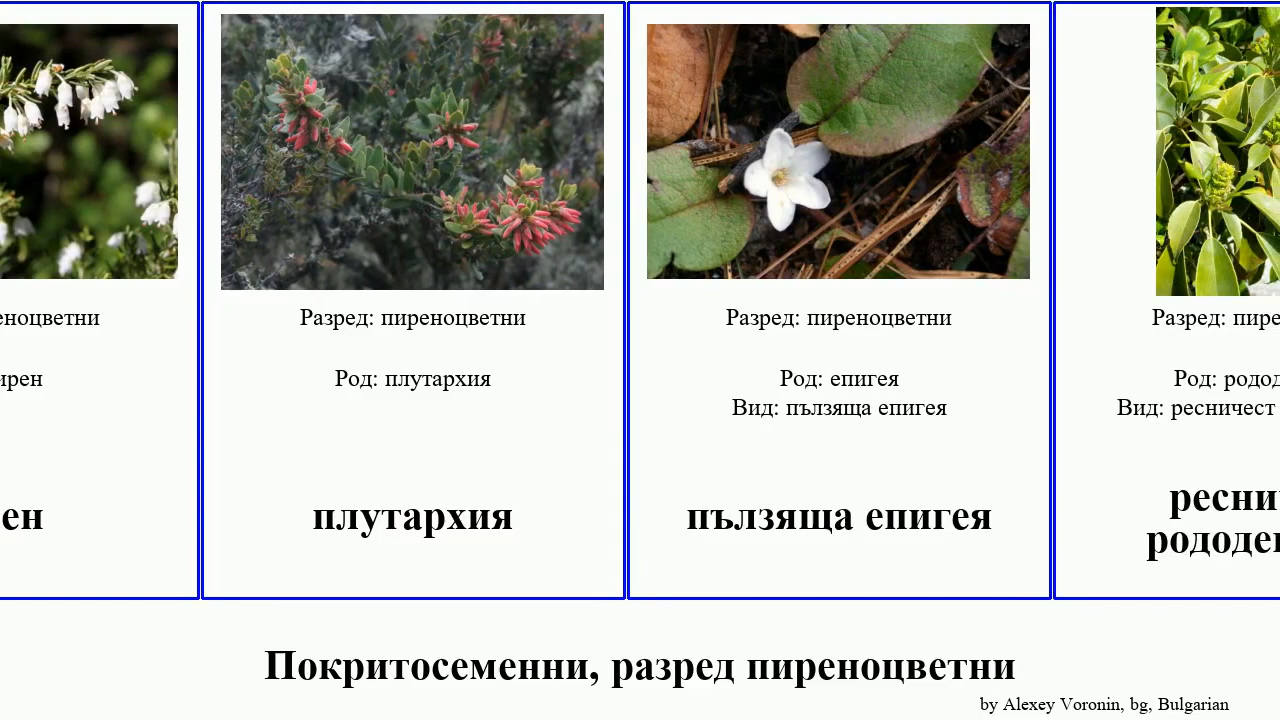 еноцветни
ирен
ен
Разред: пиреноцветни
Род: плутархия
плутархия
Разред: пиреноцветни
Род: епигея
Вид: пълзяща епигея
пълзяща епигея
Разред: пире
Род: родод
Вид: ресничест
ресни
рододе
Покритосеменни, разред пиреноцветни
by Alexey Voronin, bg, Bulgarian